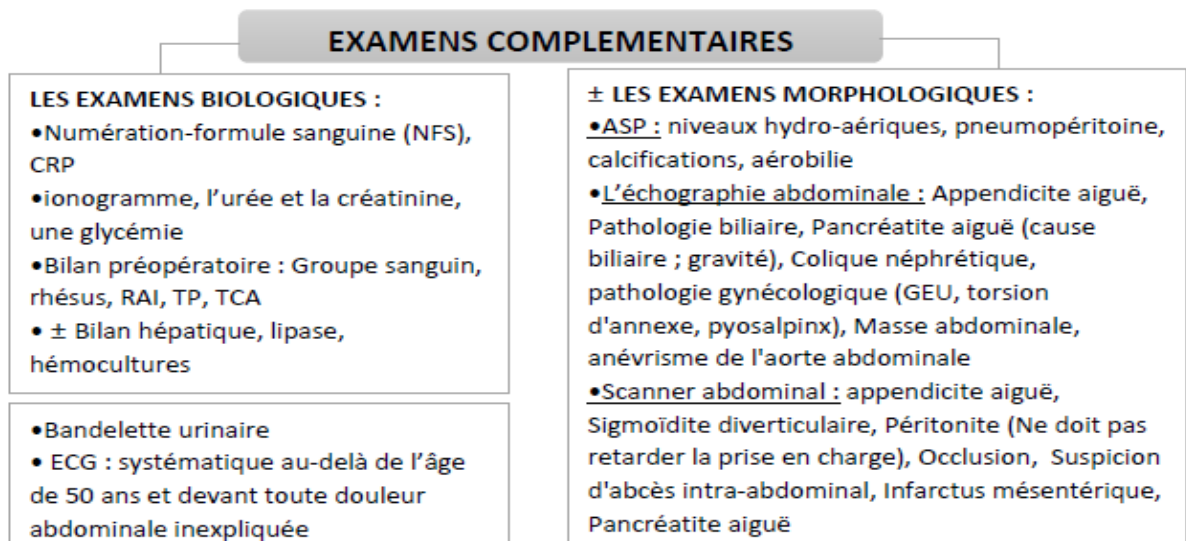 EXAMENS COMPLEMENTAIRES
LES EXAMENS BIOLOGIQUES :
•Numération-formule sanguine (NFS),
CRP
•ionogramme, l’urée et la créatinine,
une glycémie
•Bilan préopératoire : Groupe sanguin,
rhésus, RAI, TP, TCA
• ± Bilan hépatique, lipase,
hémocultures
•Bandelette urinaire
• ECG : systématique au-delà de l’âge
de 50 ans et devant toute douleur
abdominale inexpliquée
± LES EXAMENS MORPHOLOGIQUES :
•ASP : niveaux hydro-aériques, pneumopéritoine,
calcifications, aérobilie
•L’échographie abdominale : Appendicite aiguë,
Pathologie biliaire, Pancréatite aiguë (cause
biliaire ; gravité), Colique néphrétique,
pathologie gynécologique (GEU, torsion
d'annexe, pyosalpinx), Masse abdominale,
anévrisme de l'aorte abdominale
•Scanner abdominal : appendicite aiguë,
Sigmoïdite diverticulaire, Péritonite (Ne doit pas
retarder la prise en charge), Occlusion, Suspicion
d'abcès intra-abdominal, Infarctus mésentérique,
Pancréatite aiguë